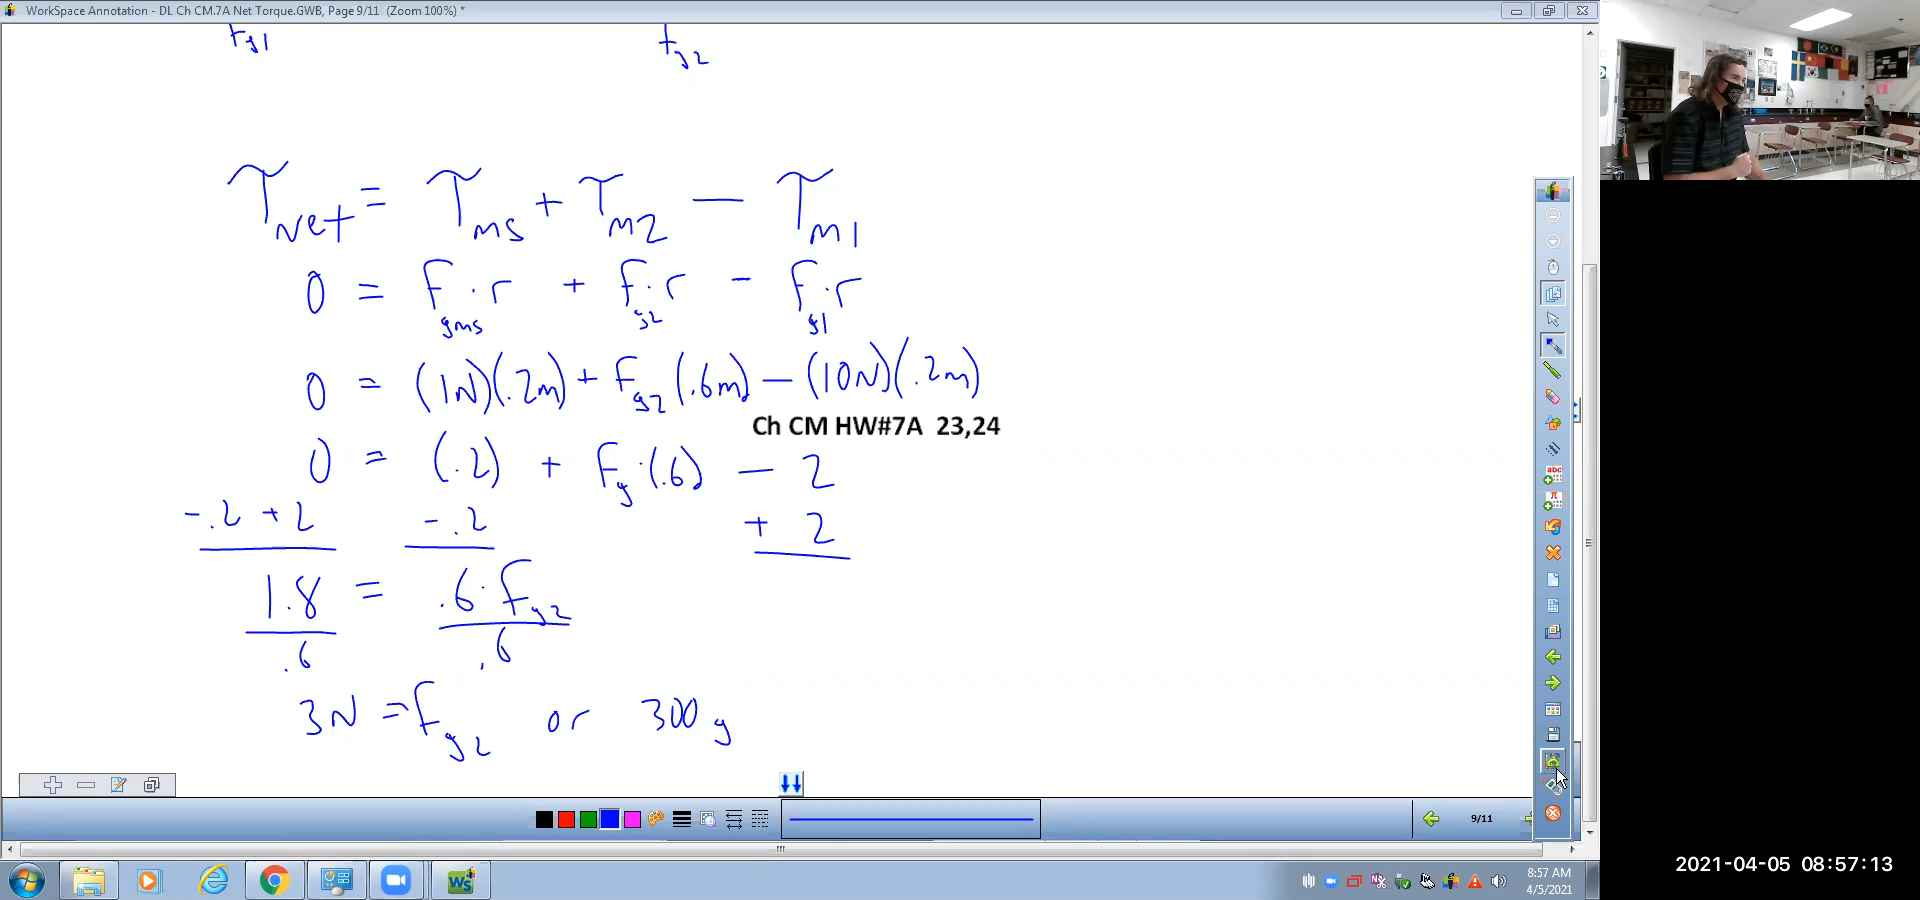 WorkSpace Annotation - DL Ch CM.7A Net Torque.GWB, Page 9/11 (Zoom 100%) *
Fg1 Fg2
τNet = τms + τm2 — τm1
0 = Fgms · r + Fg2 · r - Fg1 · r
0 = (1N)(.2m) + Fg2 (.6m) — (10N)(.2m)
Ch CM HW#7A 23,24
0 = (.2) + Fg · (.6) — 2
-.2 + 2 - .2 + 2
1.8 = .6 · Fg2
.6 .6
3N = Fg2 or 300g
abc
π
9/11
WS
8:57 AM
4/5/2021
2021-04-05 08:57:13